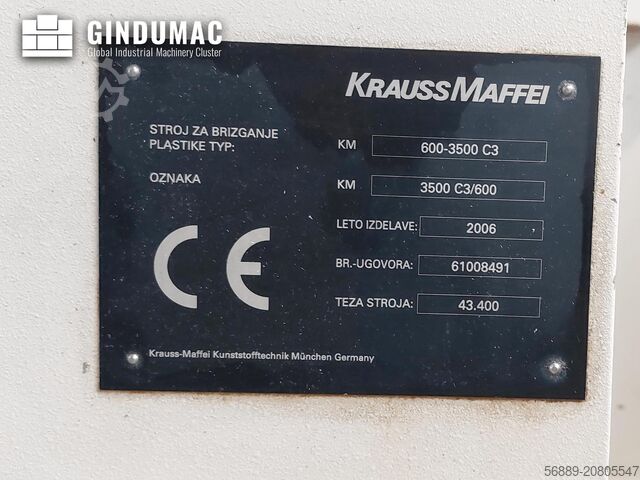 GINDUMAC
Global Industrial Machinery Cluster
KRAUSSMAFFEI
STROJ ZA BRIZGANJE
PLASTIKE TYP:
KM 600-3500 C3
OZNAKA KM 3500 C3/600
LETO IZDELAVE: 2006
BR.-UGOVORA: 61008491
TEZA STROJA: 43.400
CE
Krauss-Maffei Kunststofftechnik München Germany
56889-20805547